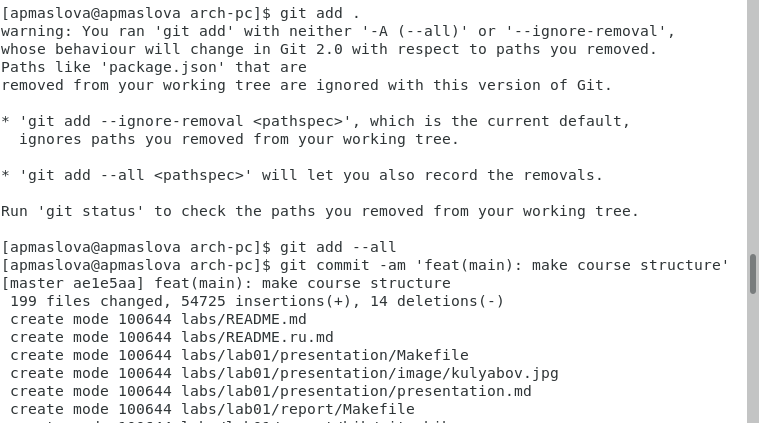 [apmaslova@apmaslova arch-pc]$ git add .
warning: You ran 'git add' with neither '-A (--all)' or '--ignore-removal',
whose behaviour will change in Git 2.0 with respect to paths you removed.
Paths like 'package.json' that are
removed from your working tree are ignored with this version of Git.

* 'git add --ignore-removal <pathspec>', which is the current default,
  ignores paths you removed from your working tree.

* 'git add --all <pathspec>' will let you also record the removals.

Run 'git status' to check the paths you removed from your working tree.

[apmaslova@apmaslova arch-pc]$ git add --all
[apmaslova@apmaslova arch-pc]$ git commit -am 'feat(main): make course structure'
[master ae1e5aa] feat(main): make course structure
 199 files changed, 54725 insertions(+), 14 deletions(-)
 create mode 100644 labs/README.md
 create mode 100644 labs/README.ru.md
 create mode 100644 labs/lab01/presentation/Makefile
 create mode 100644 labs/lab01/presentation/image/kulyabov.jpg
 create mode 100644 labs/lab01/presentation/presentation.md
 create mode 100644 labs/lab01/report/Makefile